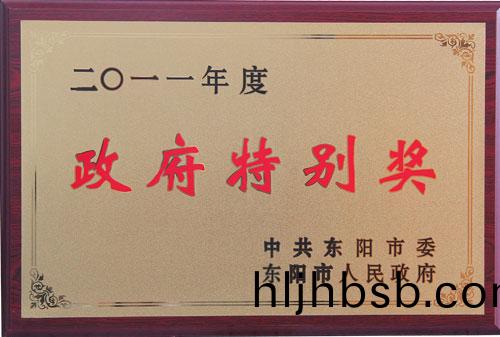 二〇一一年度
政府特别奖
中共东阳市委
东阳市人民政府
hljhbsb.com